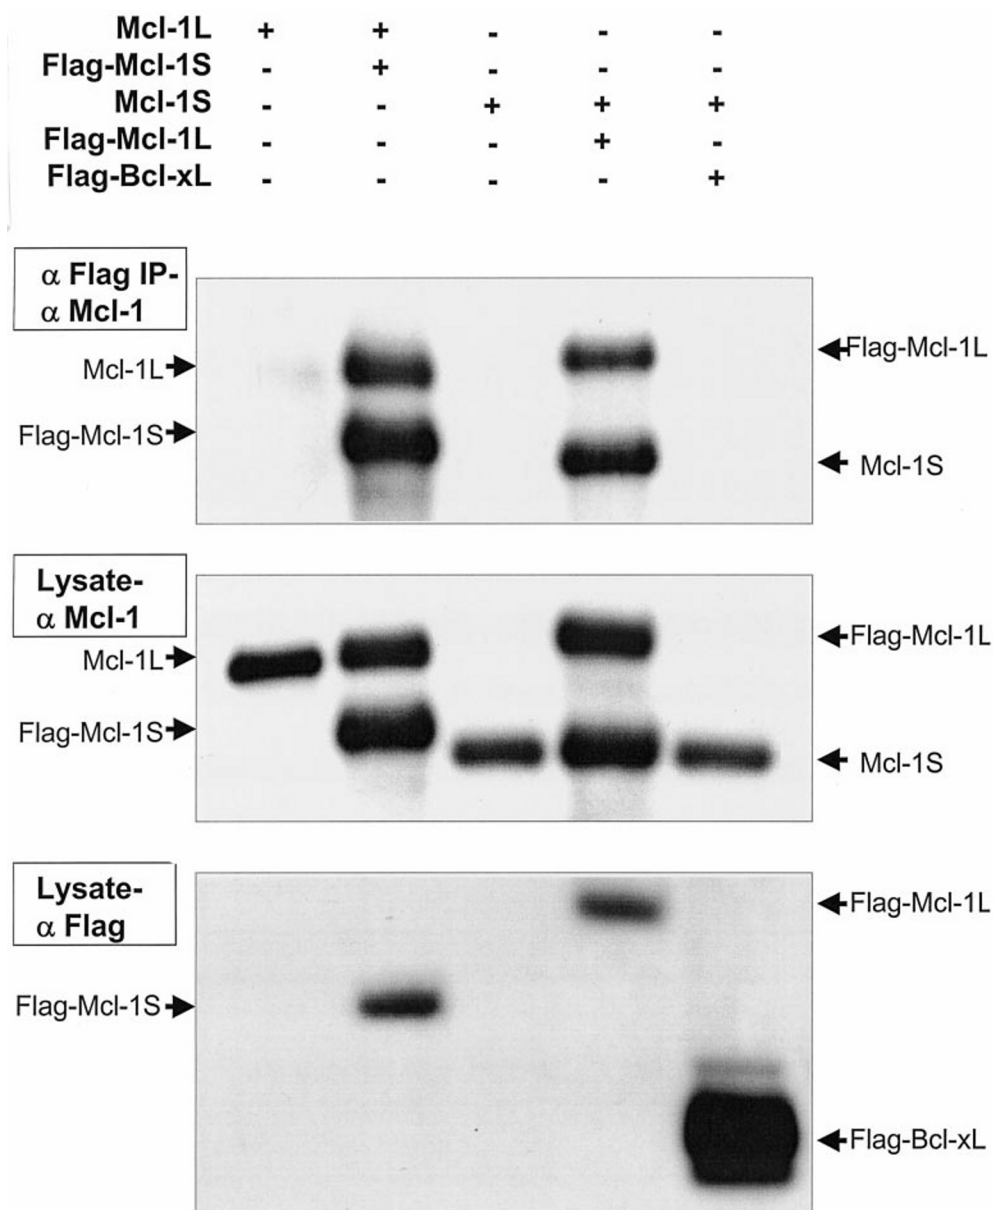 Mcl-1L + + - - -
Flag-Mcl-1S - + - - -
Mcl-1S - - + + +
Flag-Mcl-1L - - - + -
Flag-Bcl-xL - - - - +
α Flag IP-
α Mcl-1
Mcl-1L
Flag-Mcl-1S
Flag-Mcl-1L
Mcl-1S
Lysate-
α Mcl-1
Mcl-1L
Flag-Mcl-1S
Flag-Mcl-1L
Mcl-1S
Lysate-
α Flag
Flag-Mcl-1S
Flag-Mcl-1L
Flag-Bcl-xL